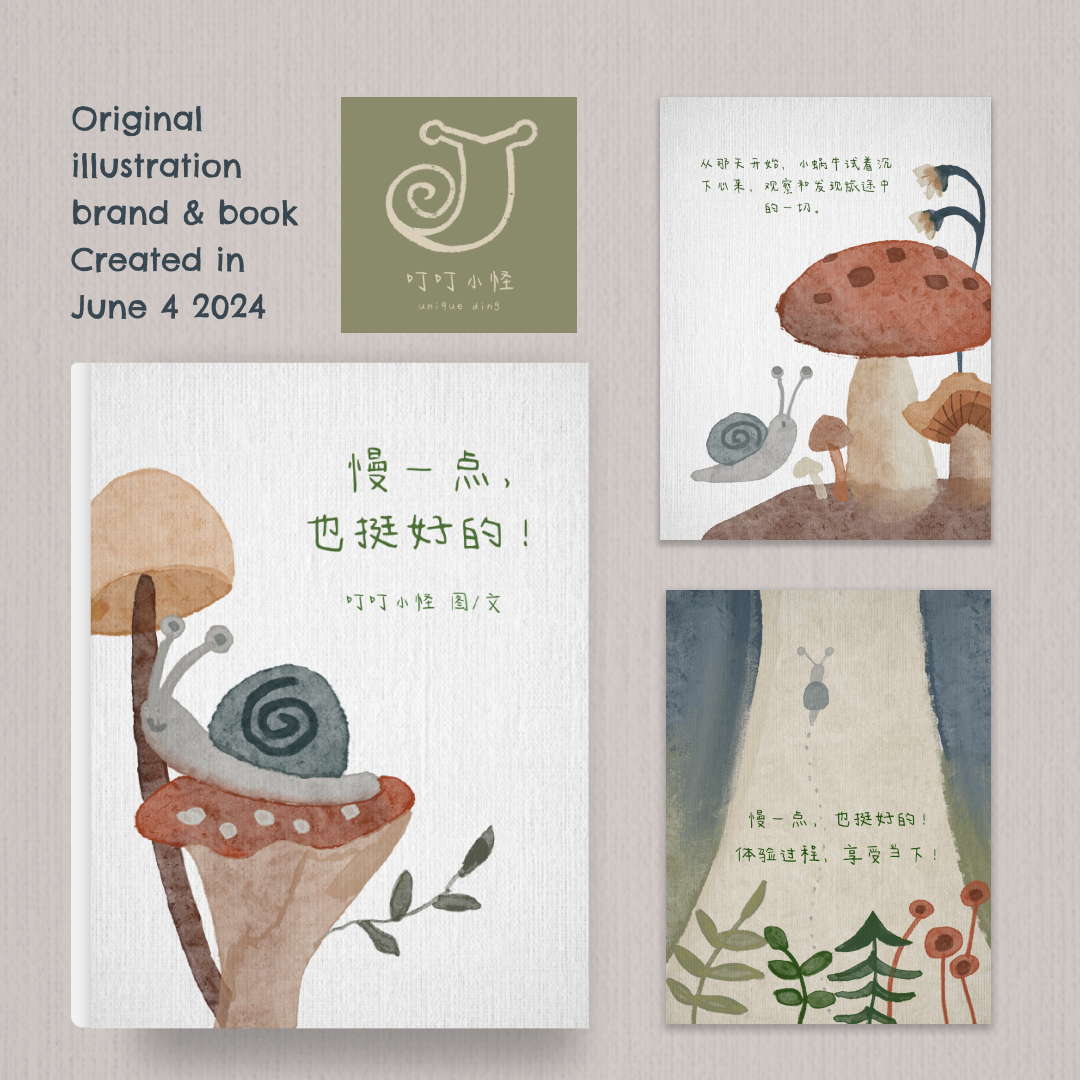 Original
illustration
brand & book
Created in
June 4 2024
叮叮小怪
unique ding
慢一点，
也挺好的！
叮叮小怪 图/文
从那天开始，小蜗牛试着沉
下心来，观察和发现旅途中
的一切。
慢一点，也挺好的！
体验过程，享受当下！